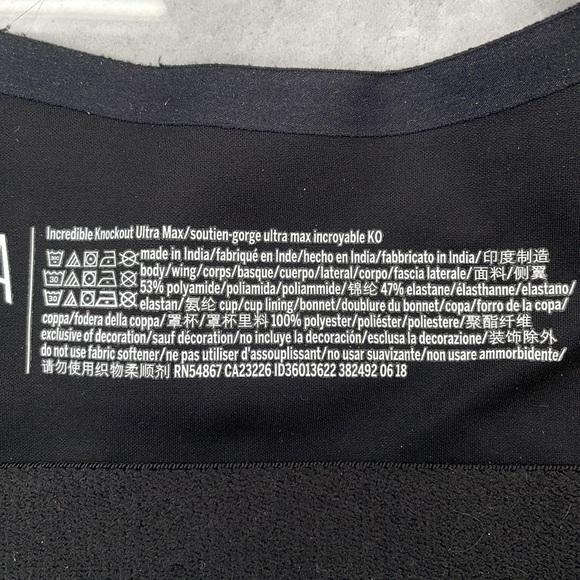 A
Incredible Knockout Ultra Max/soutien-gorge ultra max incroyable KO
made in India/fabriqué en Inde/hecho en India/fabbricato in India/印度制造
body/wing/corps/basque/cuerpo/lateral/corpo/fascia laterale/面料/侧翼
53% polyamide/poliamida/poliammide/锦纶 47% elastane/élasthanne/elastano/
elastan/氨纶 cup/cup lining/bonnet/doublure du bonnet/copa/forro de la copa/
coppa/fodera della coppa/罩杯/罩杯里料 100% polyester/poliéster/poliestere/聚酯纤维
exclusive of decoration/sauf décoration/no incluye la decoración/esclusa la decorazione/装饰除外
do not use fabric softener/ne pas utiliser d'assouplissant/no usar suavizante/non usare ammorbidente/
请勿使用织物柔顺剂 RN54867 CA23226 ID36013622 382492 06 18